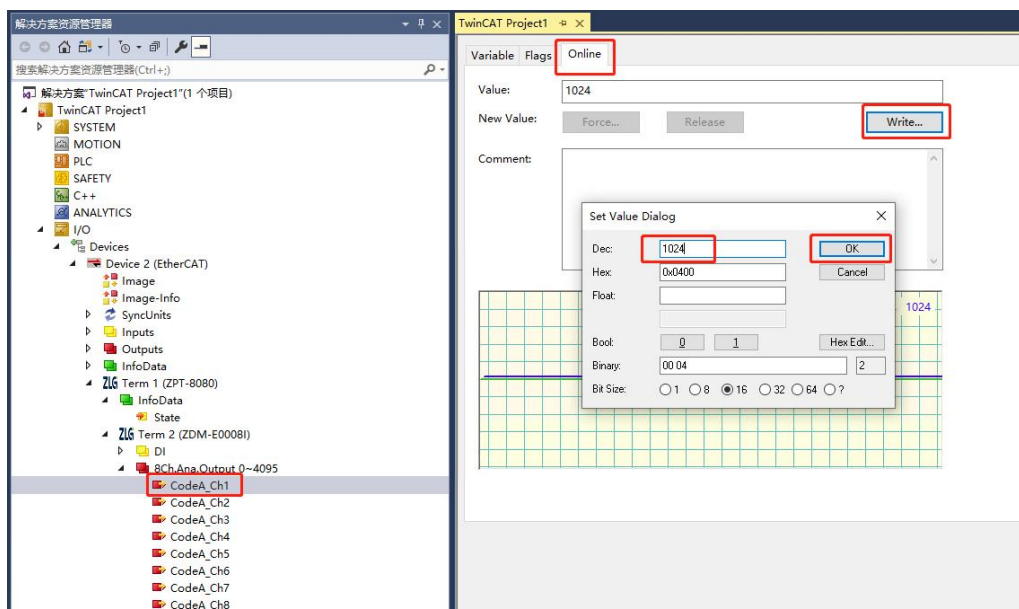 解决方案资源管理器
搜索解决方案资源管理器(Ctrl+;)
解决方案"TwinCAT Project1"(1 个项目)
TwinCAT Project1
SYSTEM
MOTION
PLC
SAFETY
C++
ANALYTICS
I/O
Devices
Device 2 (EtherCAT)
Image
Image-Info
SyncUnits
Inputs
Outputs
InfoData
ZLG Term 1 (ZPT-8080)
InfoData
State
ZLG Term 2 (ZDM-E0008I)
DI
8Ch.Ana.Output 0~4095
CodeA_Ch1
CodeA_Ch2
CodeA_Ch3
CodeA_Ch4
CodeA_Ch5
CodeA_Ch6
CodeA_Ch7
CodeA_Ch8
TwinCAT Project1
Variable Flags Online
Value: 1024
New Value: Force... Release Write...
Comment:
Set Value Dialog
Dec: 1024 OK
Hex: 0x0400 Cancel
Float:
Bool: 0 1 Hex Edit...
Binary: 00 04 2
Bit Size: 1 8 16 32 64 ?
1024